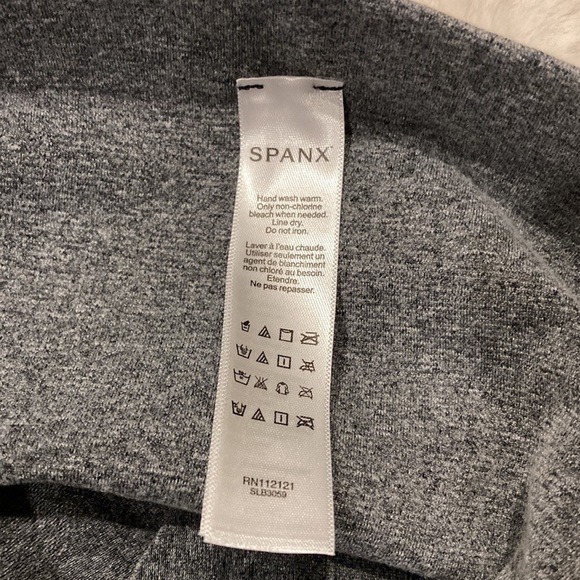 SPANX
Hand wash warm.
Only non-chlorine
bleach when needed.
Line dry.
Do not iron.
Laver à l'eau chaude.
Utiliser seulement un
agent de blanchiment
non chloré au besoin.
Étendre.
Ne pas repasser.
RN112121
SLB3059